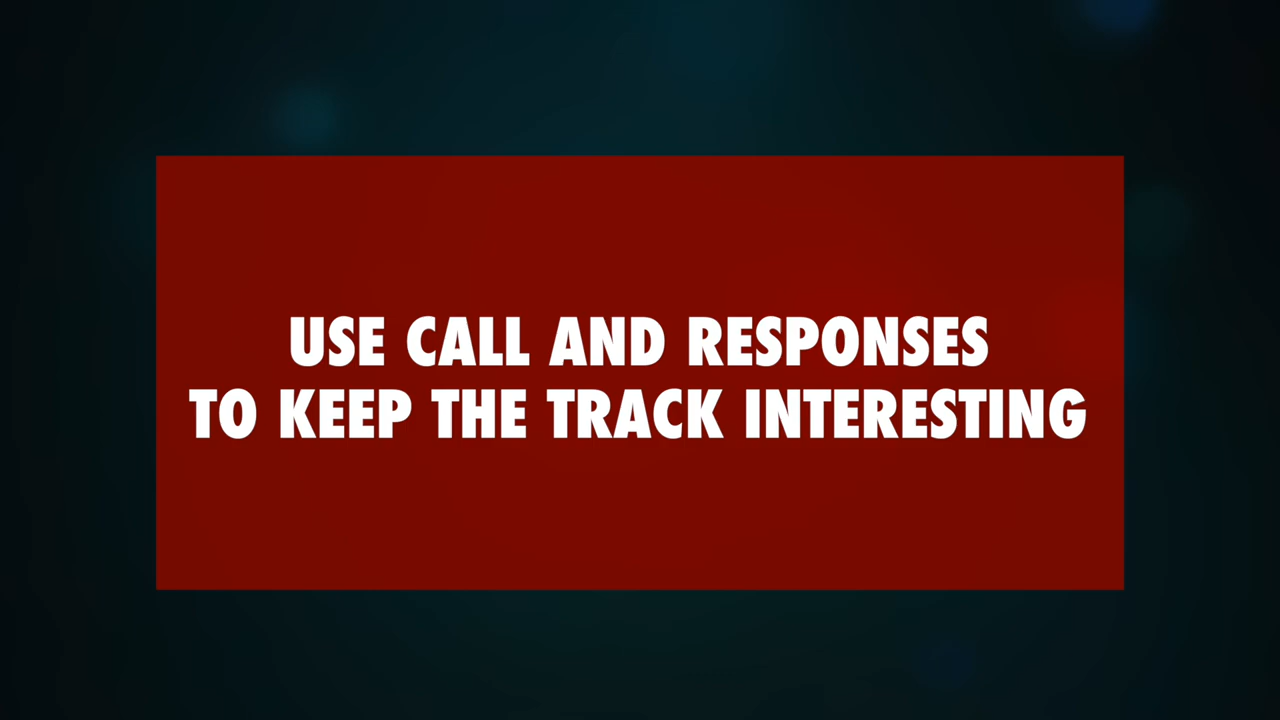 USE CALL AND RESPONSES
TO KEEP THE TRACK INTERESTING